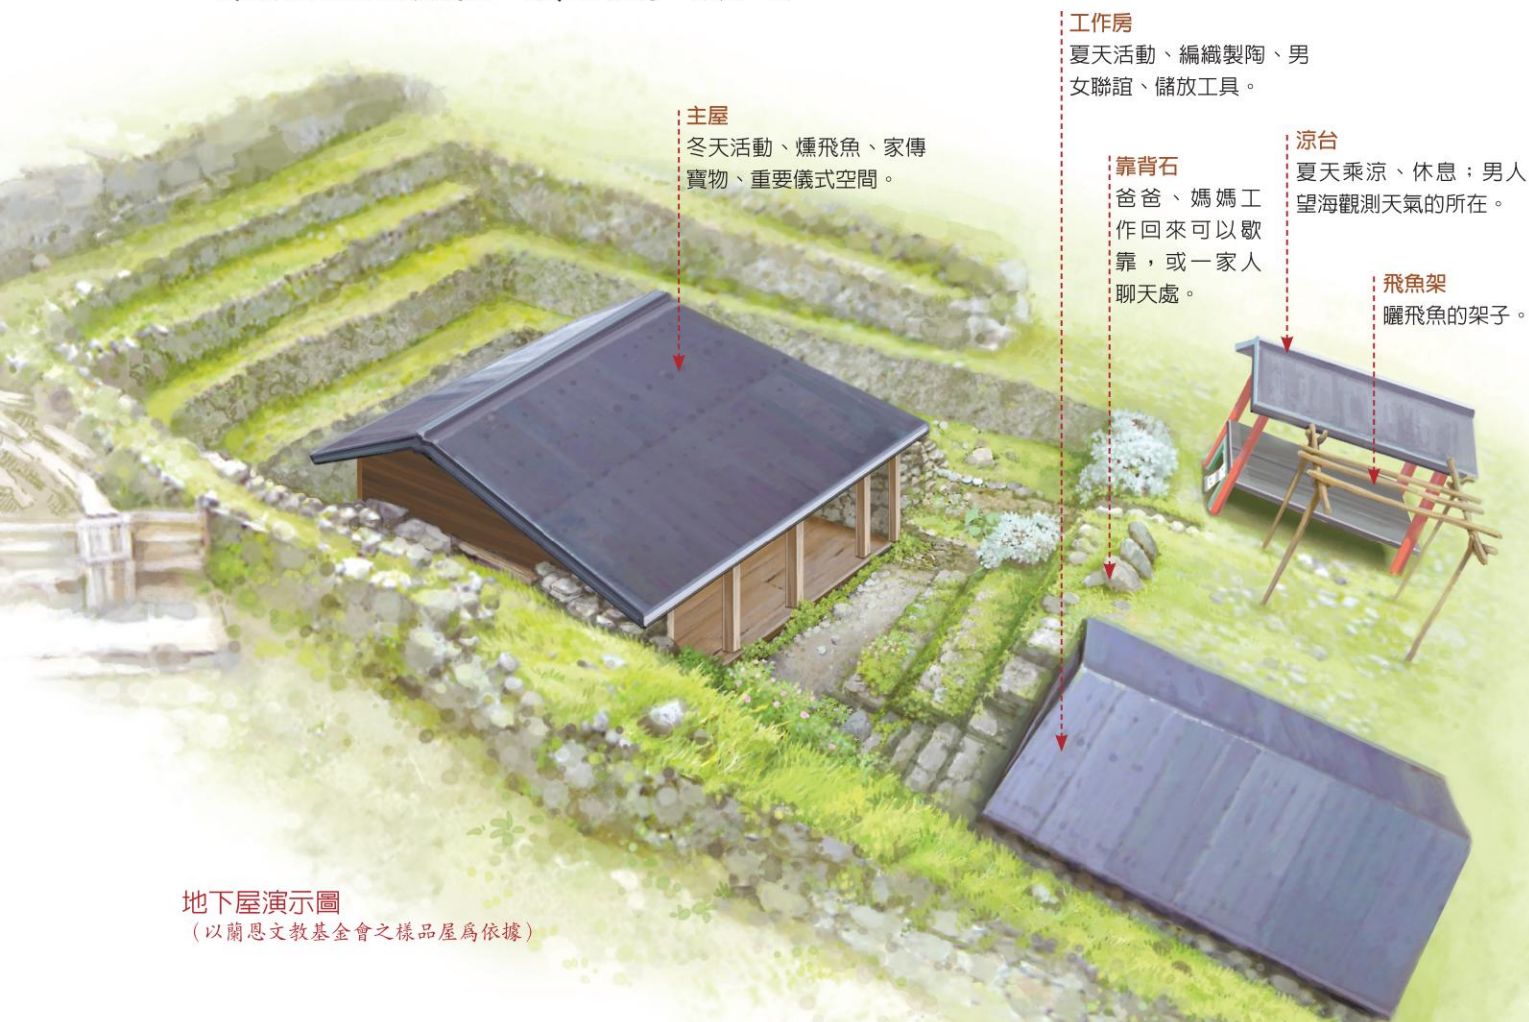 工作房
夏天活動、編織製陶、男
女聯誼、儲放工具。
主屋
冬天活動、燻飛魚、家傳
寶物、重要儀式空間。
靠背石
爸爸、媽媽工
作回來可以歇
靠，或一家人
聊天處。
涼台
夏天乘涼、休息；男人
望海觀測天氣的所在。
飛魚架
曬飛魚的架子。
地下屋演示圖
（以蘭恩文教基金會之樣品屋為依據）